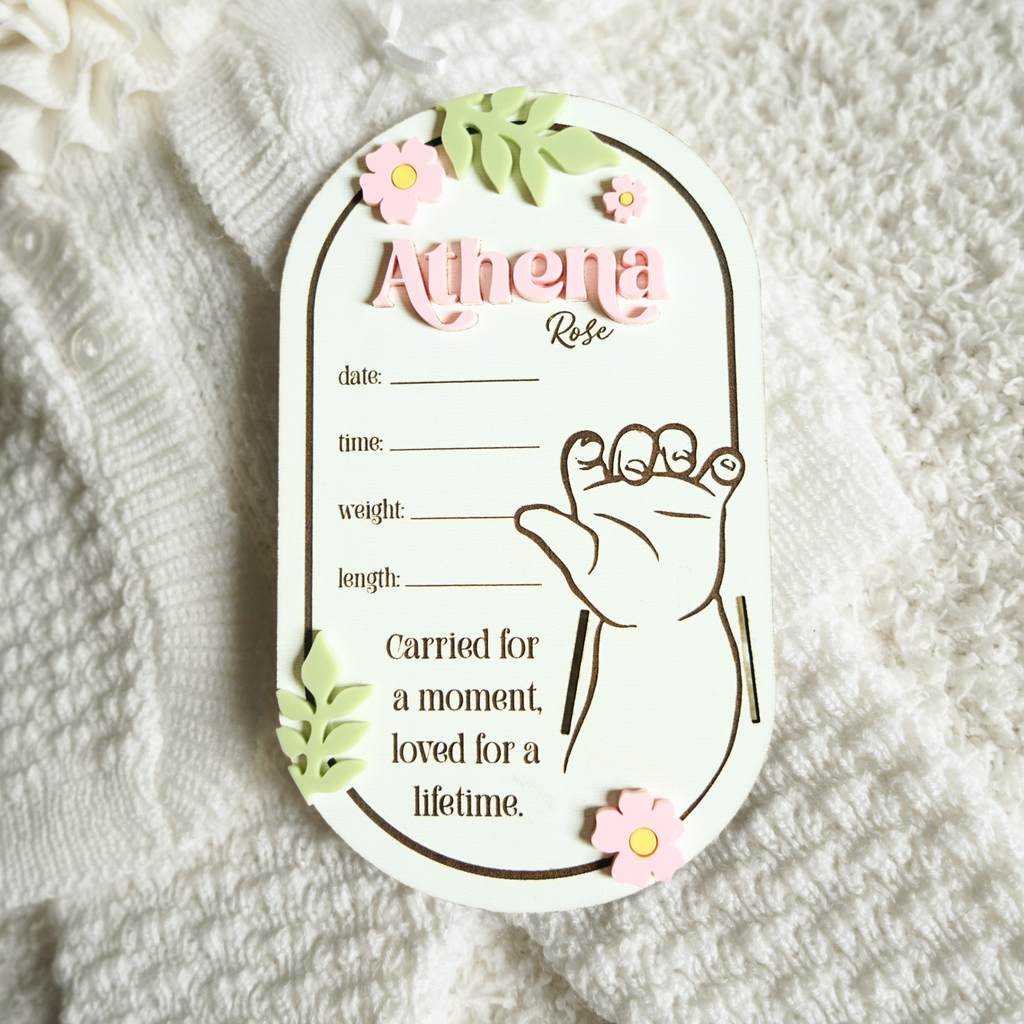 Athena
Rose
date:
time:
weight:
length:
Carried for
a moment,
loved for a
lifetime.